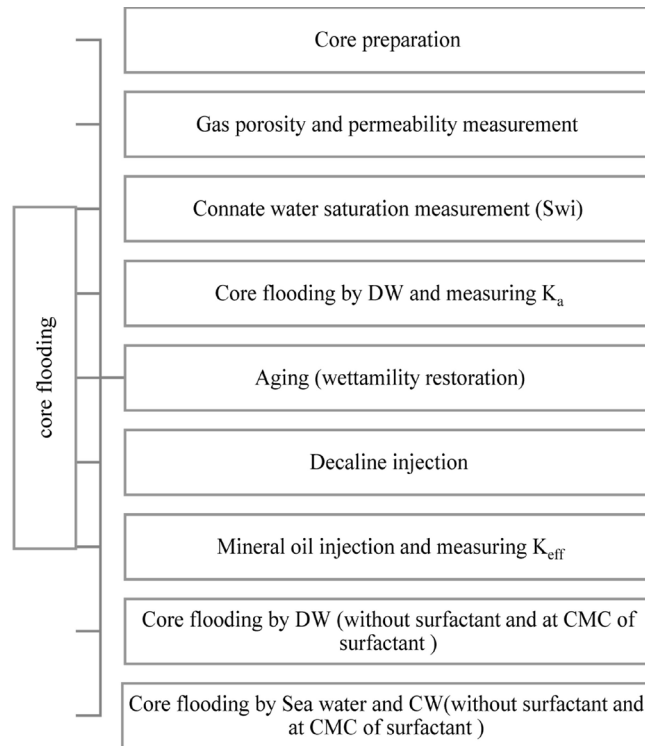 Core preparation
Gas porosity and permeability measurement
Connate water saturation measurement (Swi)
core flooding
Core flooding by DW and measuring Kₐ
Aging (wettamility restoration)
Decaline injection
Mineral oil injection and measuring Keff
Core flooding by DW (without surfactant and at CMC of
surfactant )
Core flooding by Sea water and CW(without surfactant and
at CMC of surfactant )